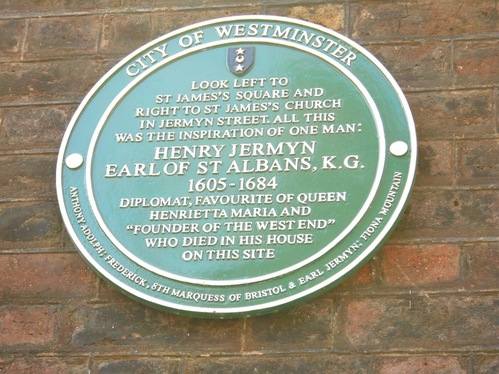 CITY OF WESTMINSTER
LOOK LEFT TO
ST JAMES'S SQUARE AND
RIGHT TO ST JAMES'S CHURCH
IN JERMYN STREET. ALL THIS
WAS THE INSPIRATION OF ONE MAN:
HENRY JERMYN
EARL OF ST ALBANS, K.G.
1605-1684
DIPLOMAT, FAVOURITE OF QUEEN
HENRIETTA MARIA AND
"FOUNDER OF THE WEST END"
WHO DIED IN HIS HOUSE
ON THIS SITE
ANTHONY ADOLPH; FREDERICK, 8TH MARQUESS OF BRISTOL & EARL JERMYN; FIONA MOUNTAIN